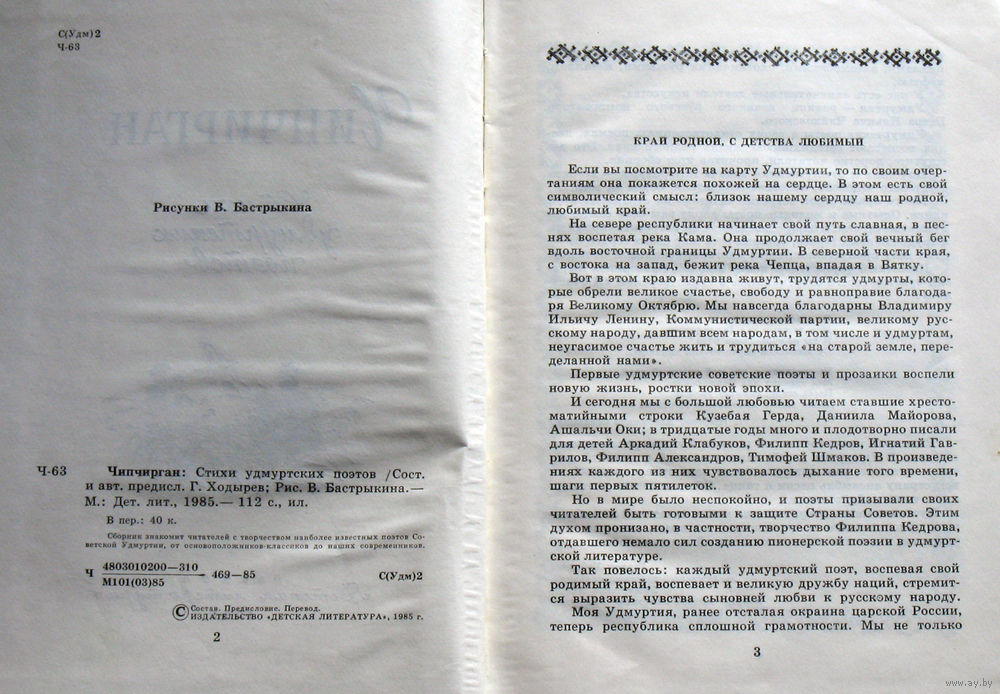 С(Удм)2
Ч-63
Рисунки В. Бастрыкина
Ч-63 Чипчирган: Стихи удмуртских поэтов /Сост.
и авт. предисл. Г. Ходырев; Рис. В. Бастрыкина.—
М.: Дет. лит., 1985.— 112 с., ил.
В пер.: 40 к.
Сборник знакомит читателей с творчеством наиболее известных поэтов Со-
ветской Удмуртии, от основоположников-классиков до наших современников.
Ч 4803010200—310
М101(03)85
469—85 С(Удм)2
© Состав. Предисловие. Перевод.
ИЗДАТЕЛЬСТВО «ДЕТСКАЯ ЛИТЕРАТУРА», 1985 г.
2
КРАЙ РОДНОЙ, С ДЕТСТВА ЛЮБИМЫЙ
Если вы посмотрите на карту Удмуртии, то по своим очер-
таниям она покажется похожей на сердце. В этом есть свой
символический смысл: близок нашему сердцу наш родной,
любимый край.
На севере республики начинает свой путь славная, в пес-
нях воспетая река Кама. Она продолжает свой вечный бег
вдоль восточной границы Удмуртии. В северной части края,
с востока на запад, бежит река Чепца, впадая в Вятку.
Вот в этом краю издавна живут, трудятся удмурты, кото-
рые обрели великое счастье, свободу и равноправие благода-
ря Великому Октябрю. Мы навсегда благодарны Владимиру
Ильичу Ленину, Коммунистической партии, великому рус-
скому народу, давшим всем народам, в том числе и удмуртам,
неугасимое счастье жить и трудиться «на старой земле, пере-
деланной нами».
Первые удмуртские советские поэты и прозаики воспели
новую жизнь, ростки новой эпохи.
И сегодня мы с большой любовью читаем ставшие хресто-
матийными строки Кузебая Герда, Даниила Майорова,
Ашальчи Оки; в тридцатые годы много и плодотворно писали
для детей Аркадий Клабуков, Филипп Кедров, Игнатий Гав-
рилов, Филипп Александров, Тимофей Шмаков. В произведе-
ниях каждого из них чувствовалось дыхание того времени,
шаги первых пятилеток.
Но в мире было неспокойно, и поэты призывали своих
читателей быть готовыми к защите Страны Советов. Этим
духом пронизано, в частности, творчество Филиппа Кедрова,
отдавшего немало сил созданию пионерской поэзии в удмурт-
ской литературе.
Так повелось: каждый удмуртский поэт, воспевая свой
родимый край, воспевает и великую дружбу наций, стремит-
ся выразить чувства сыновней любви к русскому народу.
Моя Удмуртия, ранее отсталая окраина царской России,
теперь республика сплошной грамотности. Мы не только
3
www.ay.by